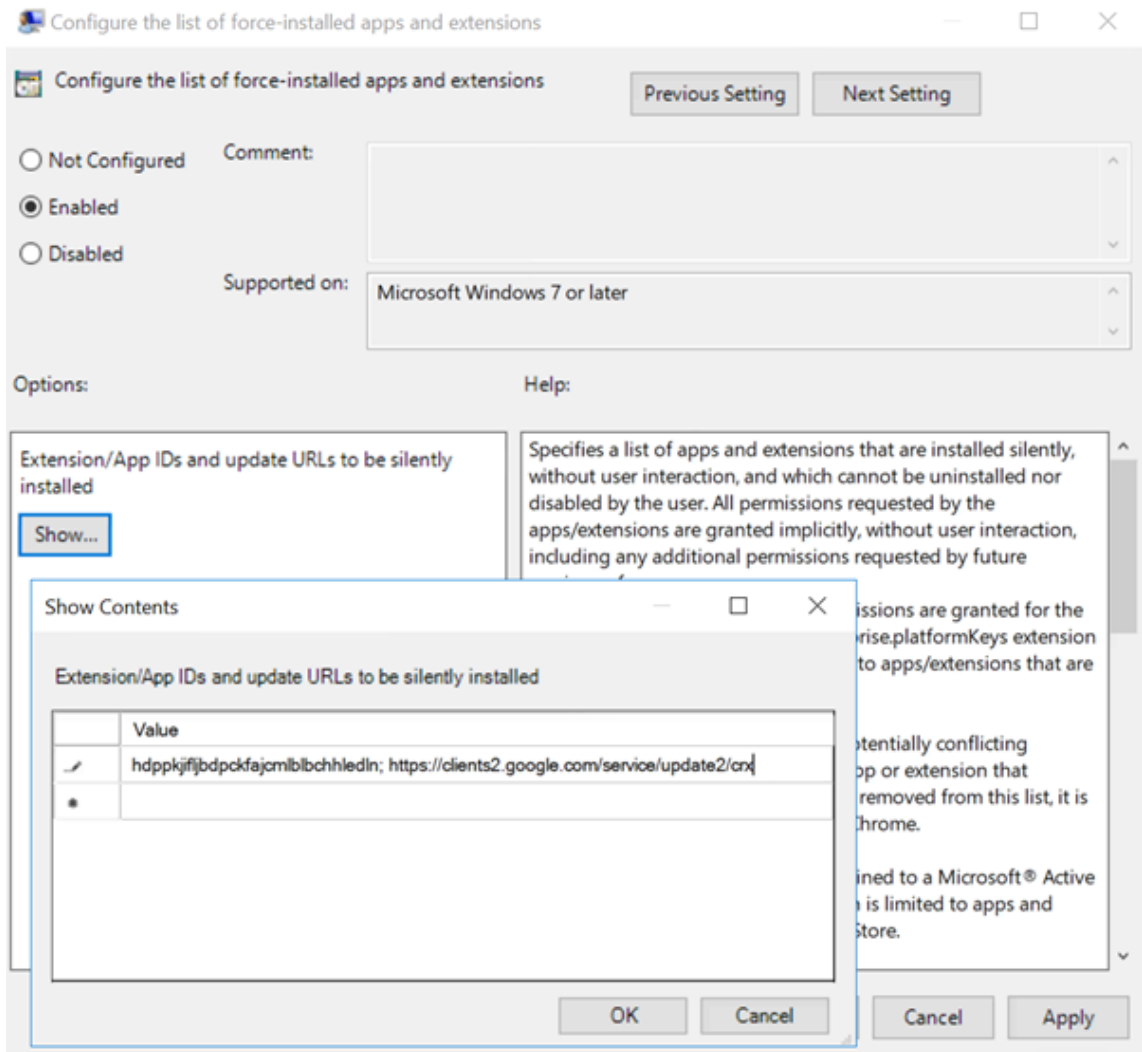 Configure the list of force-installed apps and extensions
Configure the list of force-installed apps and extensions
Previous Setting
Next Setting
Not Configured
Comment:
Enabled
Disabled
Supported on:
Microsoft Windows 7 or later
Options:
Help:
Extension/App IDs and update URLs to be silently
installed
Show...
Specifies a list of apps and extensions that are installed silently,
without user interaction, and which cannot be uninstalled nor
disabled by the user. All permissions requested by the
apps/extensions are granted implicitly, without user interaction,
including any additional permissions requested by future
Show Contents
Extension/App IDs and update URLs to be silently installed
Value
hdppkjifljbdpckfajcmlblbchhledln; https://clients2.google.com/service/update2/crx
OK
Cancel
issions are granted for the
rise.platformKeys extension
to apps/extensions that are
otentially conflicting
pp or extension that
removed from this list, it is
Chrome.
ined to a Microsoft® Active
is limited to apps and
Store.
Cancel
Apply